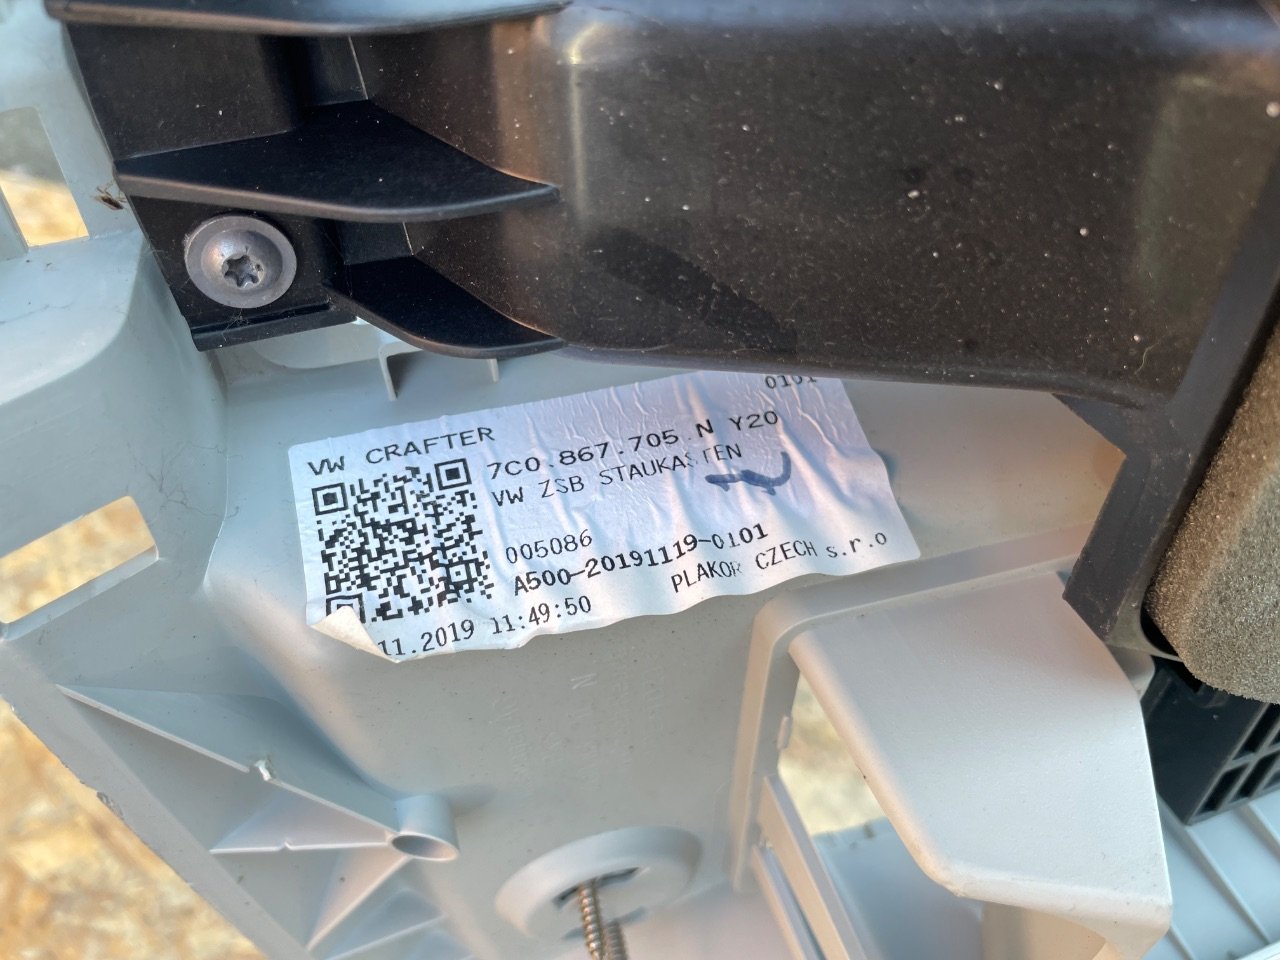 0101
VW CRAFTER
7C0.867.705.N Y20
VW ZSB STAUKASTEN
005086
A500-20191119-0101
PLAKOR CZECH s.r.o
11.2019 11:49:50